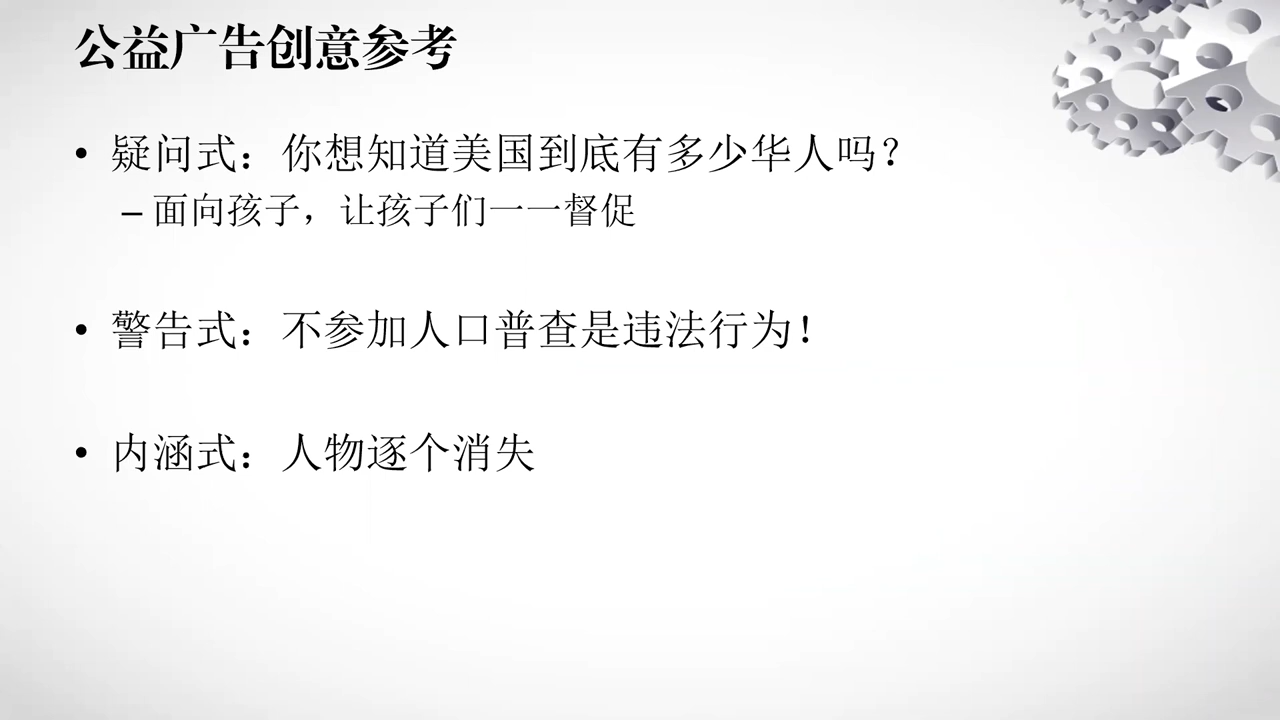 公益广告创意参考
• 疑问式：你想知道美国到底有多少华人吗？
– 面向孩子，让孩子们一一督促
• 警告式：不参加人口普查是违法行为！
• 内涵式：人物逐个消失